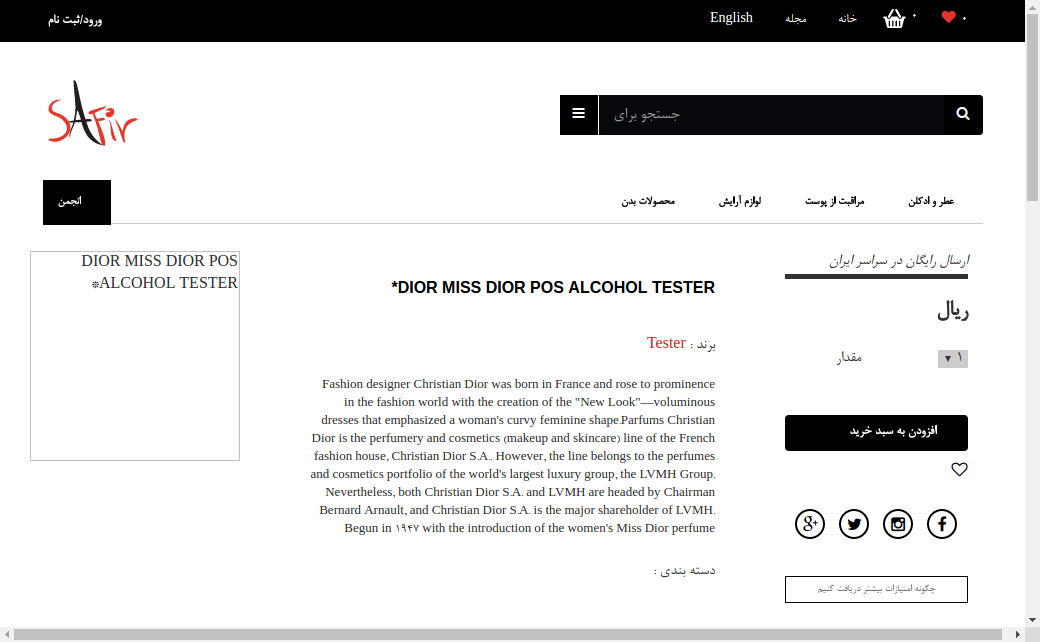 ورود/ثبت نام
English
مجله
خانه
۰
۰
SAFir
جستجو برای
انجمن
محصولات بدن
لوازم آرایش
مراقبت از پوست
عطر و ادکلن
DIOR MISS DIOR POS
ALCOHOL TESTER*
*DIOR MISS DIOR POS ALCOHOL TESTER
برند : Tester
Fashion designer Christian Dior was born in France and rose to prominence
in the fashion world with the creation of the "New Look"—voluminous
dresses that emphasized a woman's curvy feminine shape.Parfums Christian
Dior is the perfumery and cosmetics (makeup and skincare) line of the French
fashion house, Christian Dior S.A.. However, the line belongs to the perfumes
and cosmetics portfolio of the world's largest luxury group, the LVMH Group.
Nevertheless, both Christian Dior S.A. and LVMH are headed by Chairman
Bernard Arnault, and Christian Dior S.A. is the major shareholder of LVMH.
Begun in ۱۹۴۷ with the introduction of the women's Miss Dior perfume
دسته بندی :
ارسال رایگان در سراسر ایران
ریال
مقدار
۱
افزودن به سبد خرید
چگونه امتیازات بیشتر دریافت کنیم